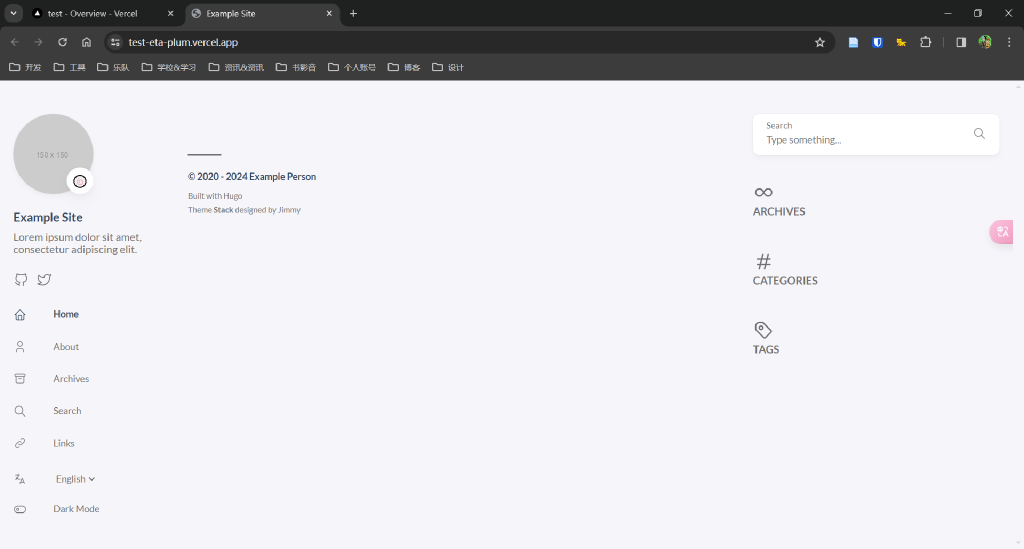 test - Overview - Vercel
Example Site
test-eta-plum.vercel.app
开发
工具
乐队
学校&学习
资讯&资讯
书影音
个人账号
博客
设计
150 x 150
Example Site
Lorem ipsum dolor sit amet,
consectetur adipiscing elit.
Home
About
Archives
Search
Links
English
Dark Mode
© 2020 - 2024 Example Person
Built with Hugo
Theme Stack designed by Jimmy
Search
Type something...
ARCHIVES
CATEGORIES
TAGS